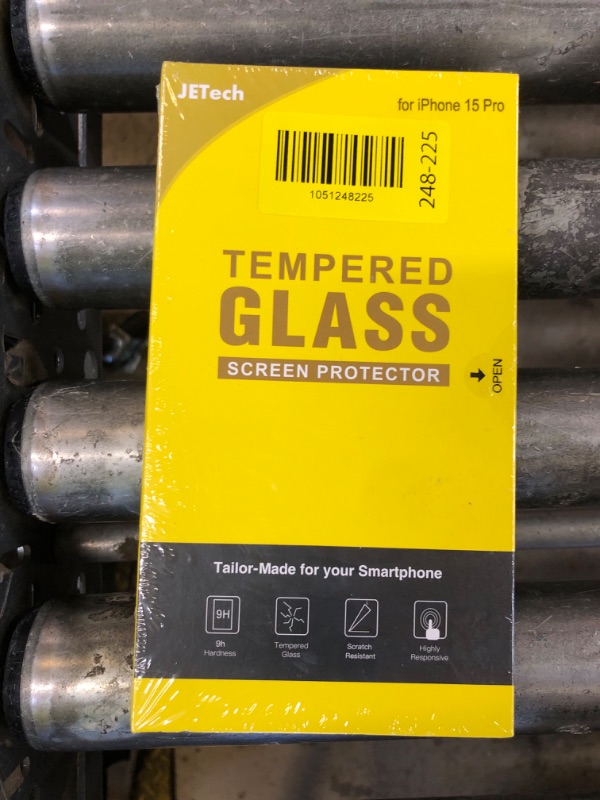 JETech
for iPhone 15 Pro
1051248225
248-225
TEMPERED
GLASS
SCREEN PROTECTOR
OPEN
Tailor-Made for your Smartphone
9H
9h
Hardness
Tempered
Glass
Scratch
Resistant
Highly
Responsive